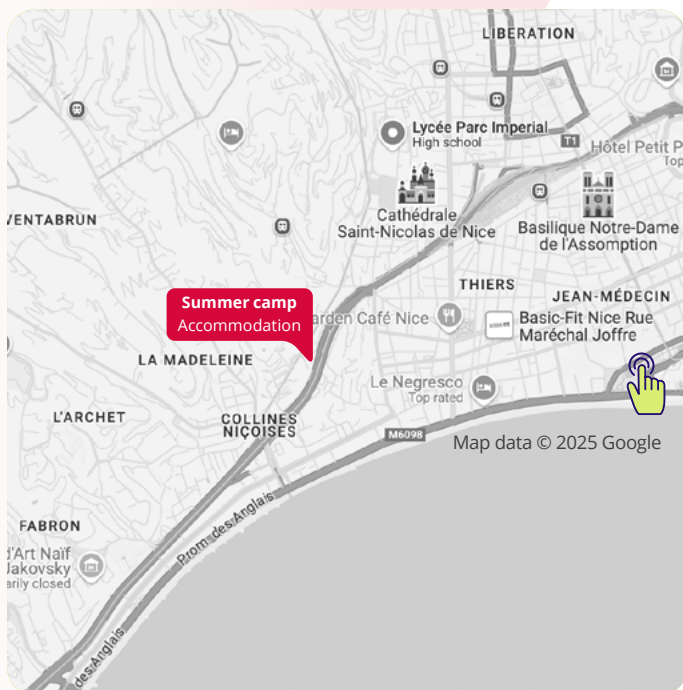 LIBERATION
Lycée Parc Imperial
High school
T1
Hôtel Petit P
Top
Cathédrale
Saint-Nicolas de Nice
Basilique Notre-Dame
de l'Assomption
VENTABRUN
THIERS
JEAN-MÉDECIN
Summer camp
Accommodation
arden Café Nice
Basic-Fit Nice Rue
Maréchal Joffre
LA MADELEINE
Le Negresco
Top rated
L'ARCHET
COLLINES
NIÇOISES
M6098
Map data © 2025 Google
Prom. des Anglais
FABRON
d'Art Naïf
Jakovsky
arily closed
des Anglais